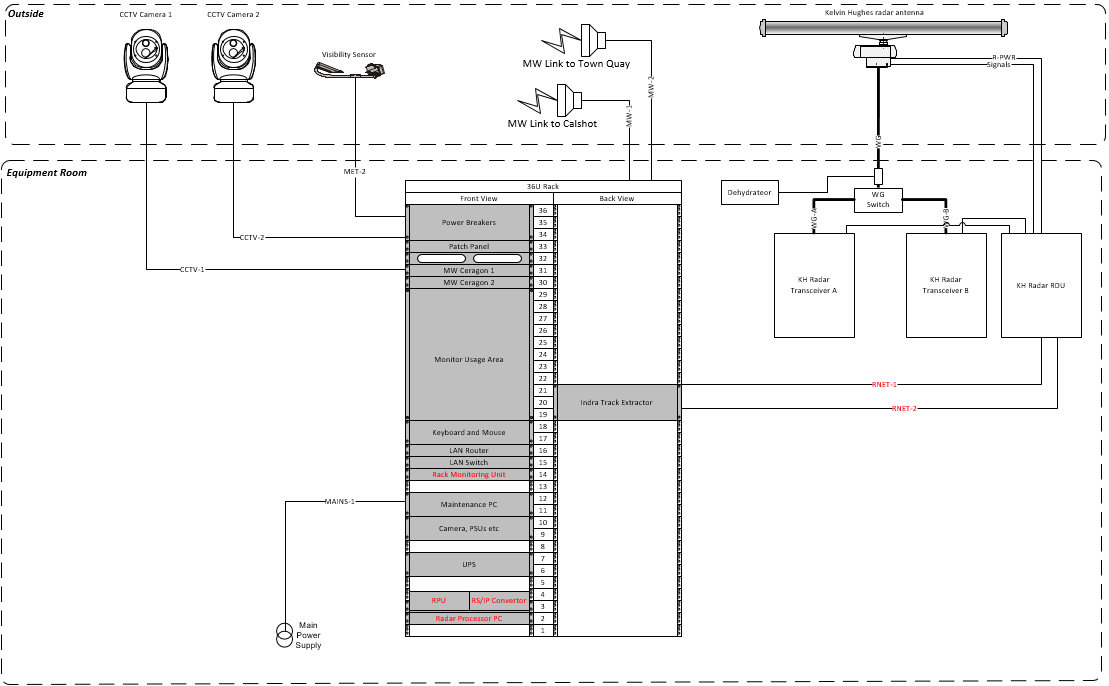 Outside
CCTV Camera 1
CCTV Camera 2
Visibility Sensor
MW Link to Town Quay
MW Link to Calshot
MW-2
MW-1
Kelvin Hughes radar antenna
R-PWR
Signals
WG
Equipment Room
MET-2
CCTV-2
CCTV-1
Dehydrateor
WG
Switch
WG-A
WG-B
KH Radar
Transceiver A
KH Radar
Transceiver B
KH Radar RDU
RNET-1
RNET-2
36U Rack
Front View
Back View
Power Breakers
36
35
34
Patch Panel
33
32
MW Ceragon 1
31
MW Ceragon 2
30
29
28
27
26
25
Monitor Usage Area
24
23
22
21
20
Indra Track Extractor
19
18
Keyboard and Mouse
17
LAN Router
16
LAN Switch
15
Rack Monitoring Unit
14
13
MAINS-1
12
Maintenance PC
11
10
Camera, PSUs etc
9
8
7
UPS
6
5
4
RPU
RS/IP Convertor
3
Radar Processor PC
2
1
Main
Power
Supply